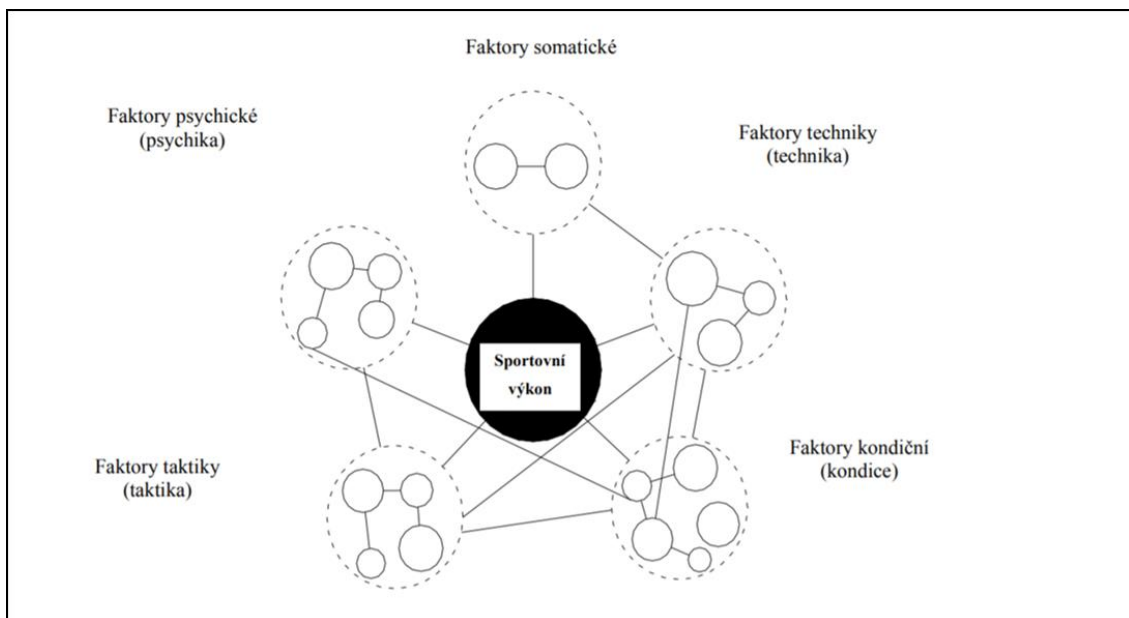 Faktory somatické
Faktory psychické
(psychika)
Faktory techniky
(technika)
Sportovní
výkon
Faktory taktiky
(taktika)
Faktory kondiční
(kondice)